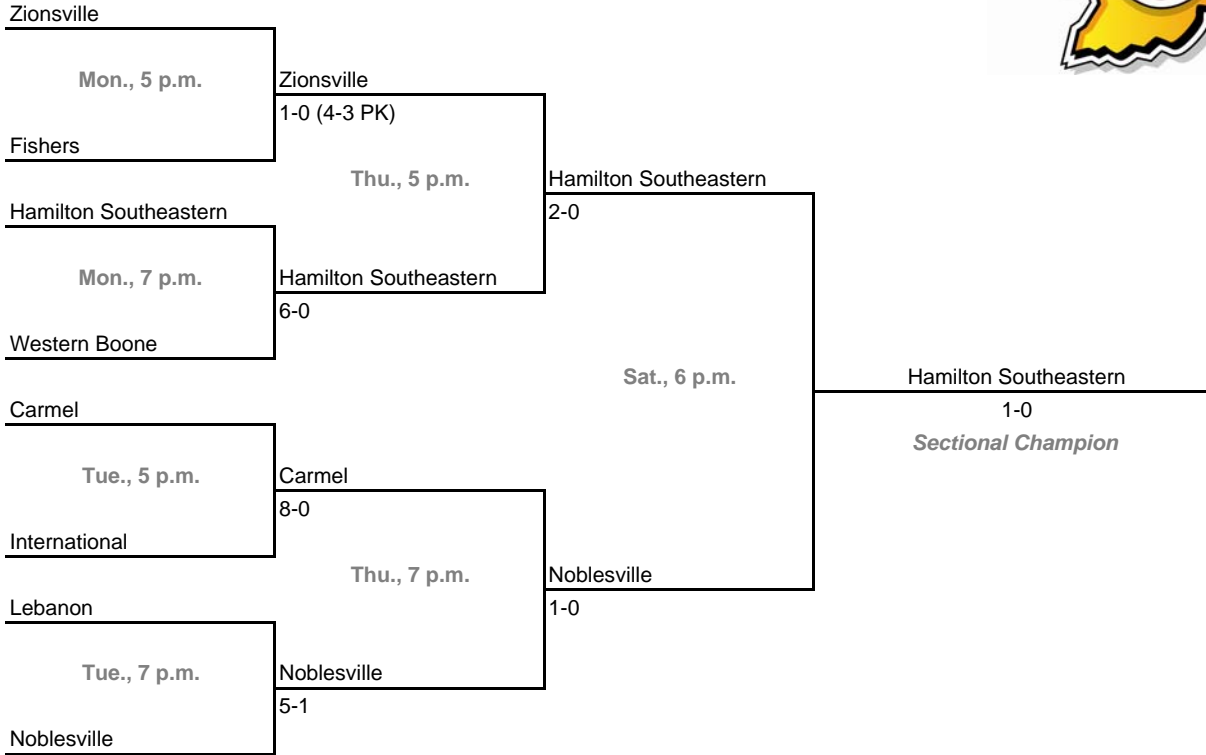 Zionsville
Mon., 5 p.m.
Zionsville
1-0 (4-3 PK)
Fishers
Thu., 5 p.m.
Hamilton Southeastern
2-0
Hamilton Southeastern
Mon., 7 p.m.
Hamilton Southeastern
6-0
Western Boone
Sat., 6 p.m.
Hamilton Southeastern
1-0
Sectional Champion
Carmel
Tue., 5 p.m.
Carmel
8-0
International
Thu., 7 p.m.
Noblesville
1-0
Lebanon
Tue., 7 p.m.
Noblesville
5-1
Noblesville